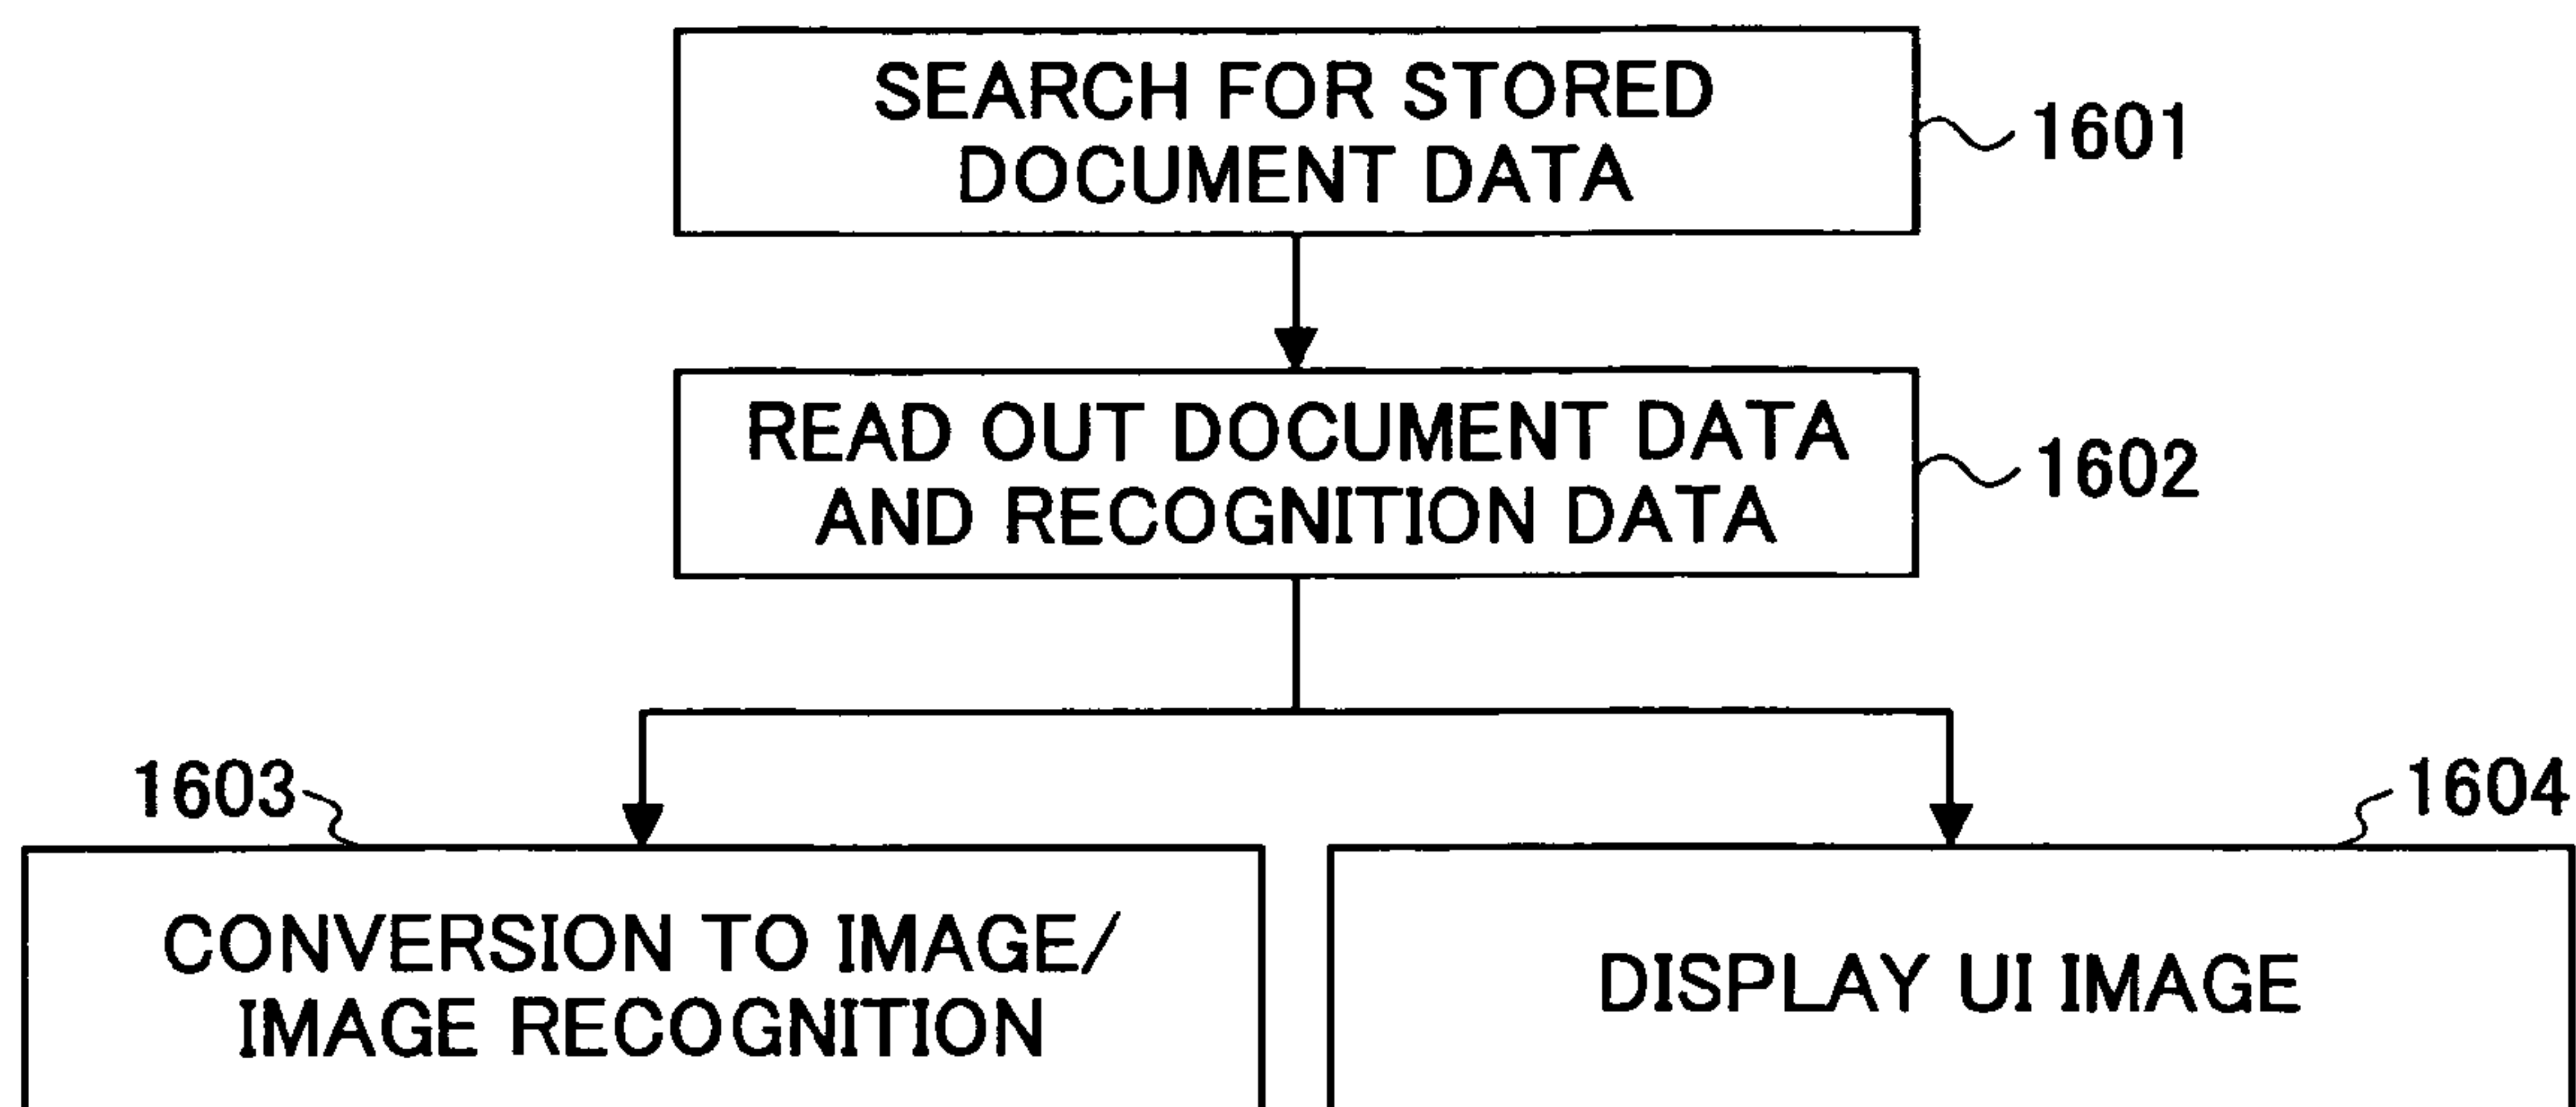 SEARCH FOR STORED
DOCUMENT DATA
1601
READ OUT DOCUMENT DATA
AND RECOGNITION DATA
1602
1603
1604
CONVERSION TO IMAGE/
IMAGE RECOGNITION
DISPLAY UI IMAGE